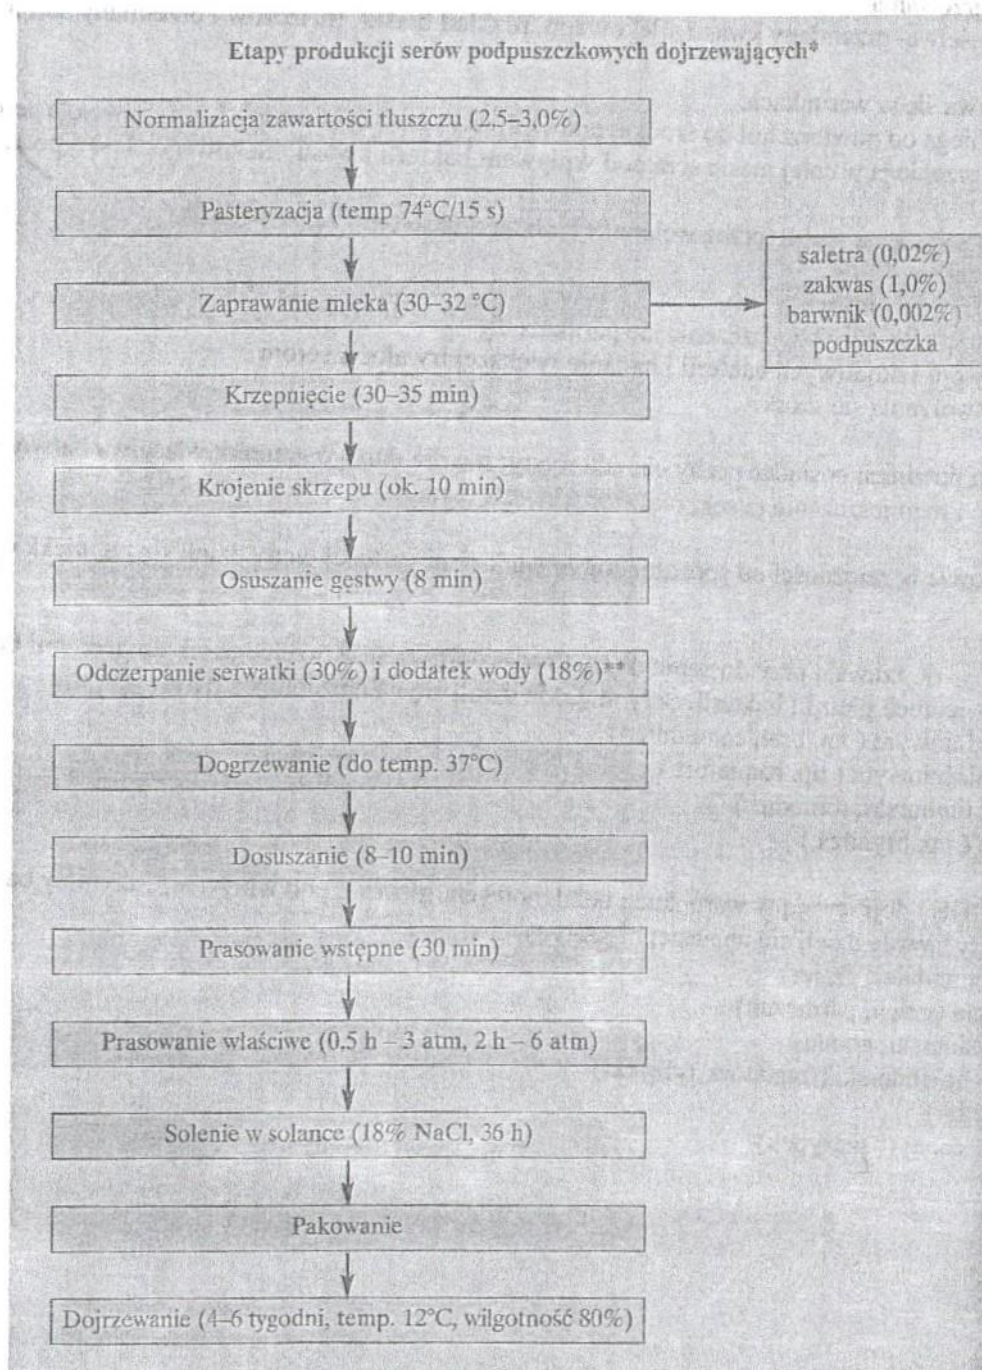 Etapy produkcji serów podpuszczkowych dojrzewających*
Normalizacja zawartości tłuszczu (2,5–3,0%)
Pasteryzacja (temp 74°C/15 s)
Zaprawanie mleka (30–32 °C)
saletra (0,02%)
zakwas (1,0%)
barwnik (0,002%)
podpuszczka
Krzepnięcie (30–35 min)
Krojenie skrzepu (ok. 10 min)
Osuszanie gęstwy (8 min)
Odczerpanie serwatki (30%) i dodatek wody (18%)**
Dogrzewanie (do temp. 37°C)
Dosuszanie (8–10 min)
Prasowanie wstępne (30 min)
Prasowanie właściwe (0,5 h – 3 atm, 2 h – 6 atm)
Solenie w solance (18% NaCl, 36 h)
Pakowanie
Dojrzewanie (4–6 tygodni, temp. 12°C, wilgotność 80%)